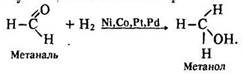 O
H–C + H₂ Ni,Co,Pt,Pd H–C–H
H OH.
Метаналь Метанол